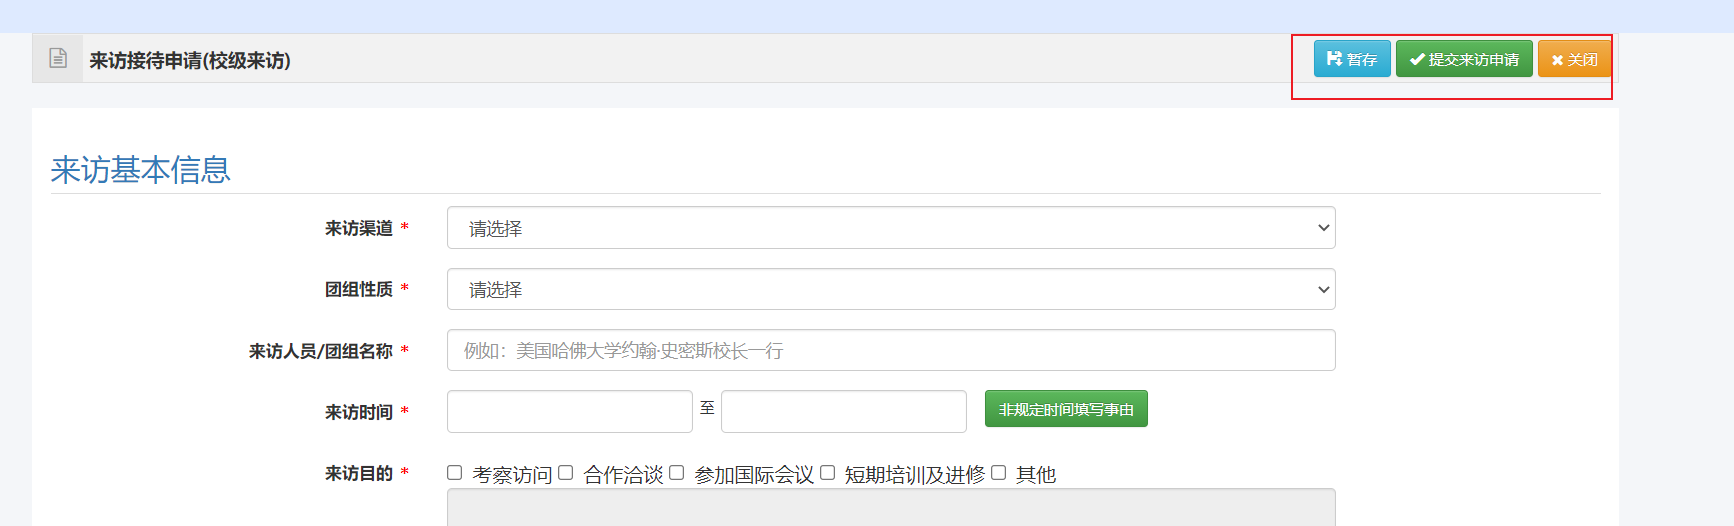 来访接待申请(校级来访) 暂存 提交来访申请 关闭
来访基本信息
来访渠道 * 请选择
团组性质 * 请选择
来访人员/团组名称 * 例如：美国哈佛大学约翰·史密斯校长一行
来访时间 * 至 非规定时间填写事由
来访目的 * 考察访问 合作洽谈 参加国际会议 短期培训及进修 其他